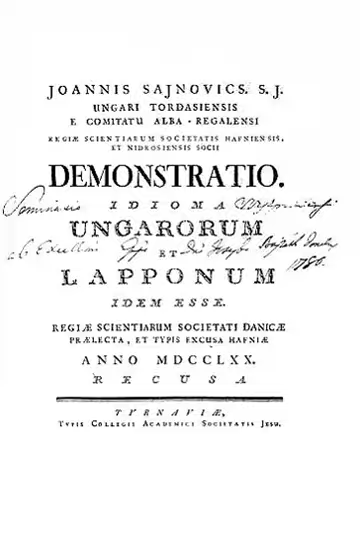 JOANNIS SAJNOVICS. S. J.
UNGARI TORDASIENSIS
E COMITATU ALBA-REGALENSI
REGIÆ SCIENTIARUM SOCIETATIS HAFNIENSIS,
ET NIDROSIENSIS SOCII
DEMONSTRATIO.
IDIOMA
UNGARORUM
ET
LAPPONUM
IDEM ESSE.
REGIÆ SCIENTIARUM SOCIETATI DANICÆ
PRÆLECTA, ET TYPIS EXCUSA HAFNIÆ
ANNO MDCCLXX.
RECUSA
TYRNAVIÆ,
TYPIS COLLEGII ACADEMICI SOCIETATIS JESU.
Seminarii
ab Excellmo
1780.